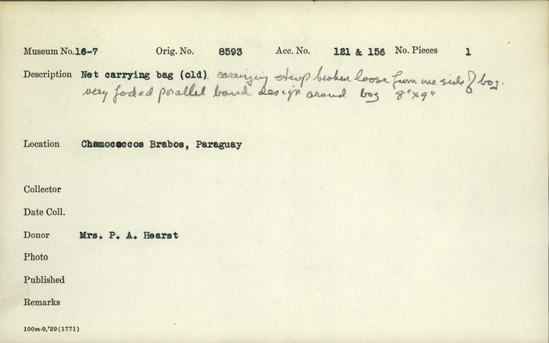 Museum No.16-7 Orig. No. 8593 Acc. No. 121 & 156 No. Pieces 1
Description Net carrying bag (old). carrying strap broken loose from one side of bag.
very faded parallel band design around bag 8"x9"
Location Chamococcos Brabos, Paraguay
Collector
Date Coll.
Donor Mrs. P. A. Hearst
Photo
Published
Remarks
100m-9,'39(1771)